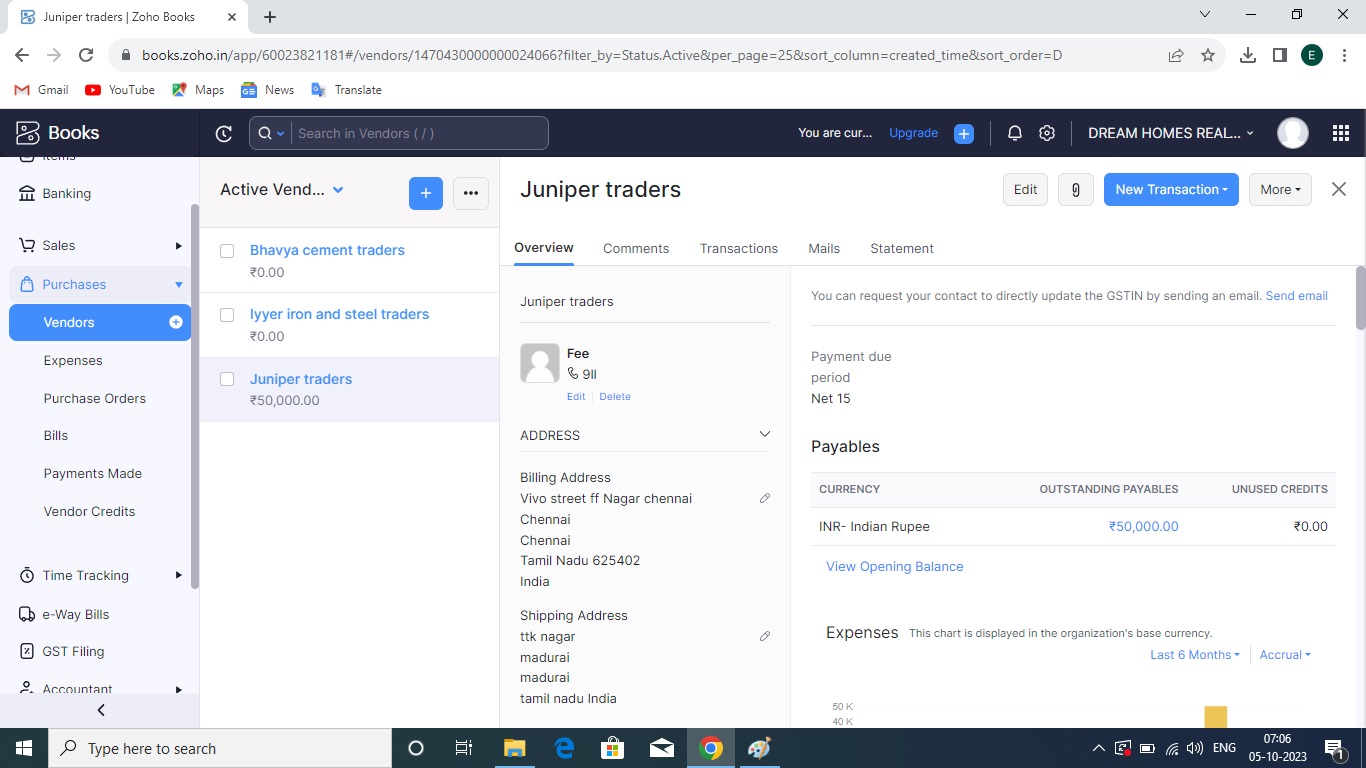 Juniper traders | Zoho Books
books.zoho.in/app/60023821181#/vendors/1470430000000024066?filter_by=Status.Active&per_page=25&sort_column=created_time&sort_order=D
E
Gmail
YouTube
Maps
News
Translate
Books
Search in Vendors ( / )
You are cur...
Upgrade
DREAM HOMES REAL...
Items
Banking
Sales
Purchases
Vendors
Expenses
Purchase Orders
Bills
Payments Made
Vendor Credits
Time Tracking
e-Way Bills
GST Filing
Accountant
Active Vend...
Bhavya cement traders
₹0.00
Iyyer iron and steel traders
₹0.00
Juniper traders
₹50,000.00
Juniper traders
Edit
New Transaction
More
Overview
Comments
Transactions
Mails
Statement
Juniper traders
Fee
9ll
Edit
Delete
ADDRESS
Billing Address
Vivo street ff Nagar chennai
Chennai
Chennai
Tamil Nadu 625402
India
Shipping Address
ttk nagar
madurai
madurai
tamil nadu India
You can request your contact to directly update the GSTIN by sending an email. Send email
Payment due
period
Net 15
Payables
CURRENCY OUTSTANDING PAYABLES UNUSED CREDITS
INR- Indian Rupee ₹50,000.00 ₹0.00
View Opening Balance
Expenses This chart is displayed in the organization's base currency.
Last 6 Months Accrual
50 K
40 K
Type here to search
ENG
07:06
05-10-2023
1